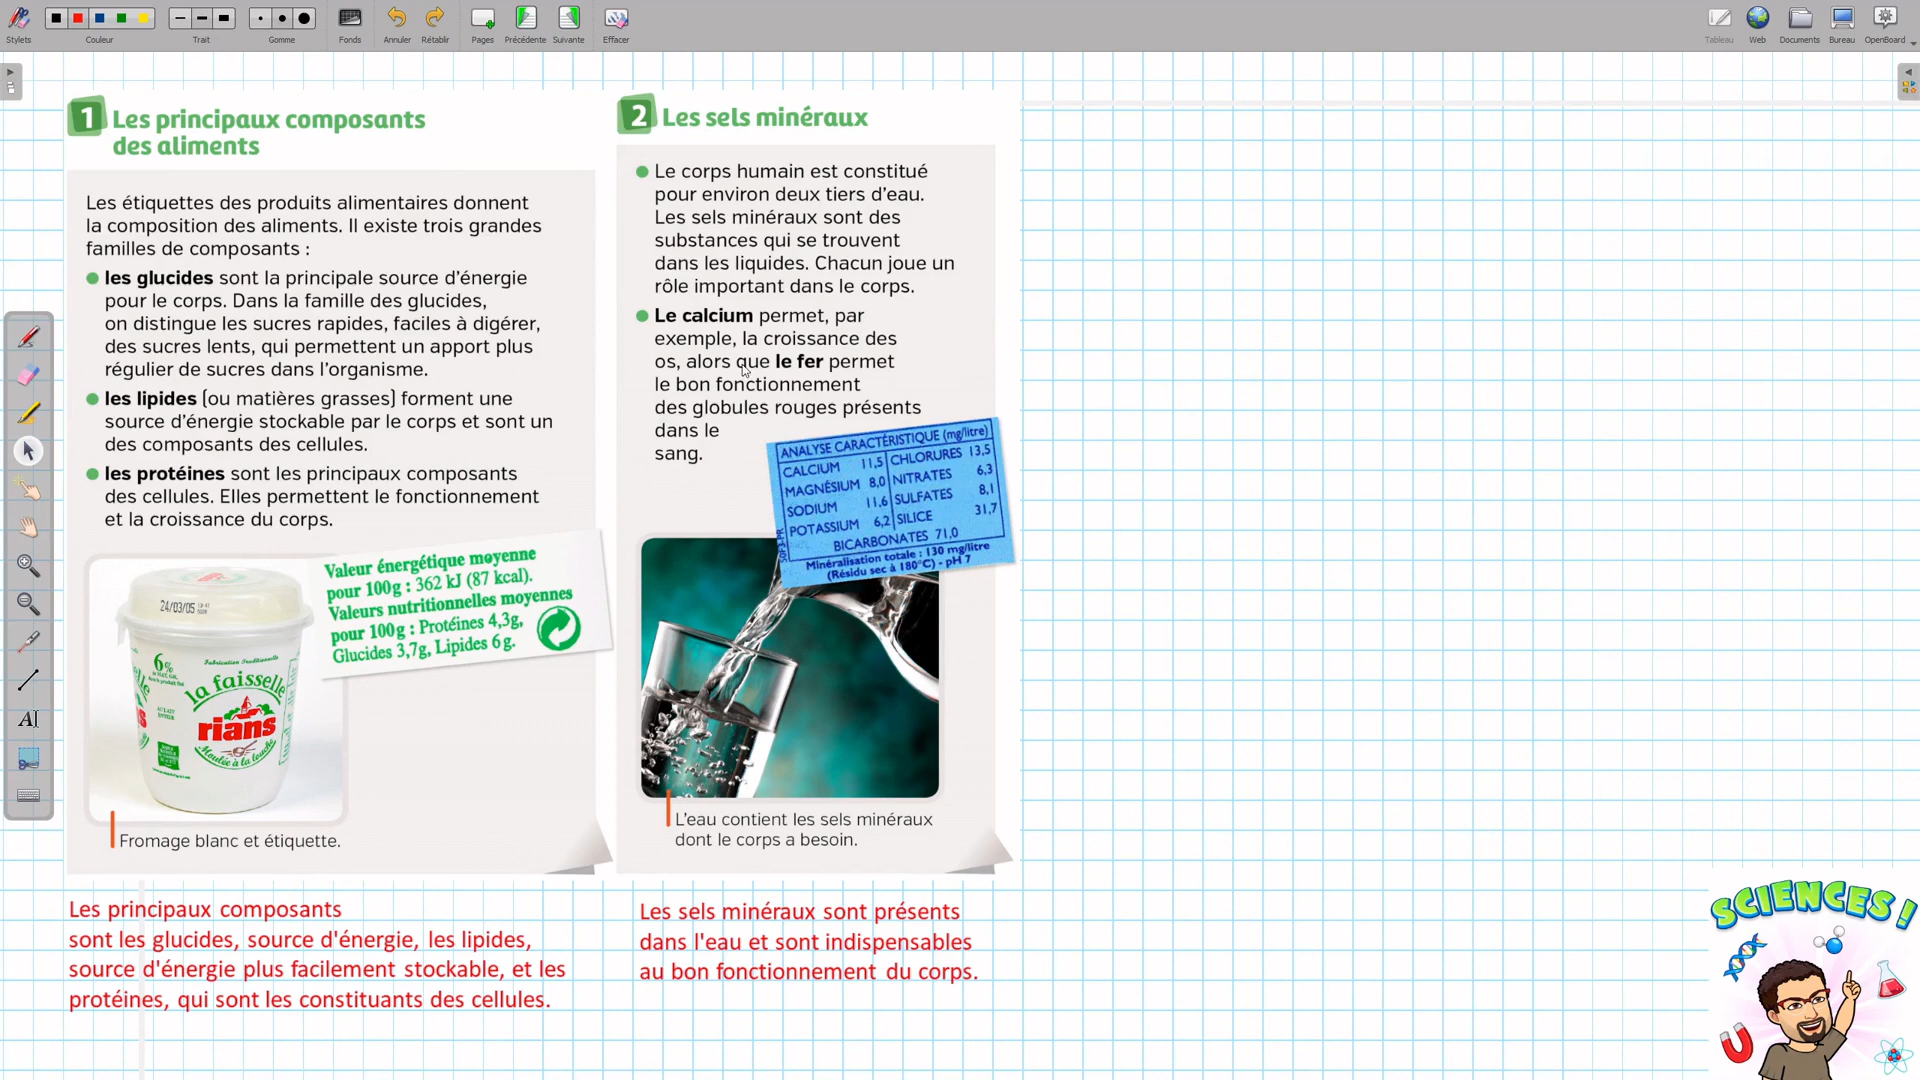 Stylets
Couleur
Trait
Gomme
Fonds
Annuler
Rétablir
Pages
Précédente
Suivante
Effacer
Tableau
Web
Documents
Bureau
OpenBoard
1 Les principaux composants
des aliments
Les étiquettes des produits alimentaires donnent
la composition des aliments. Il existe trois grandes
familles de composants :
les glucides sont la principale source d’énergie
pour le corps. Dans la famille des glucides,
on distingue les sucres rapides, faciles à digérer,
des sucres lents, qui permettent un apport plus
régulier de sucres dans l’organisme.
les lipides (ou matières grasses) forment une
source d’énergie stockable par le corps et sont un
des composants des cellules.
les protéines sont les principaux composants
des cellules. Elles permettent le fonctionnement
et la croissance du corps.
Valeur énergétique moyenne
pour 100g : 362 kJ (87 kcal).
Valeurs nutritionnelles moyennes
pour 100g : Protéines 4,3g,
Glucides 3,7g, Lipides 6 g.
24/03/05
6%
Fabrication Traditionnelle
la faisselle
rians
Moulée à la louche
Fromage blanc et étiquette.
2 Les sels minéraux
Le corps humain est constitué
pour environ deux tiers d’eau.
Les sels minéraux sont des
substances qui se trouvent
dans les liquides. Chacun joue un
rôle important dans le corps.
Le calcium permet, par
exemple, la croissance des
os, alors que le fer permet
le bon fonctionnement
des globules rouges présents
dans le
sang.
ANALYSE CARACTÉRISTIQUE (mg/litre)
CALCIUM 11,5 CHLORURES 13,5
MAGNÉSIUM 8,0 NITRATES 6,3
SODIUM 11,6 SULFATES 8,1
POTASSIUM 6,2 SILICE 31,7
BICARBONATES 71,0
Minéralisation totale : 130 mg/litre
(Résidu sec à 180°C) - pH 7
L’eau contient les sels minéraux
dont le corps a besoin.
Les principaux composants
sont les glucides, source d'énergie, les lipides,
source d'énergie plus facilement stockable, et les
protéines, qui sont les constituants des cellules.
Les sels minéraux sont présents
dans l'eau et sont indispensables
au bon fonctionnement du corps.
SCIENCES !